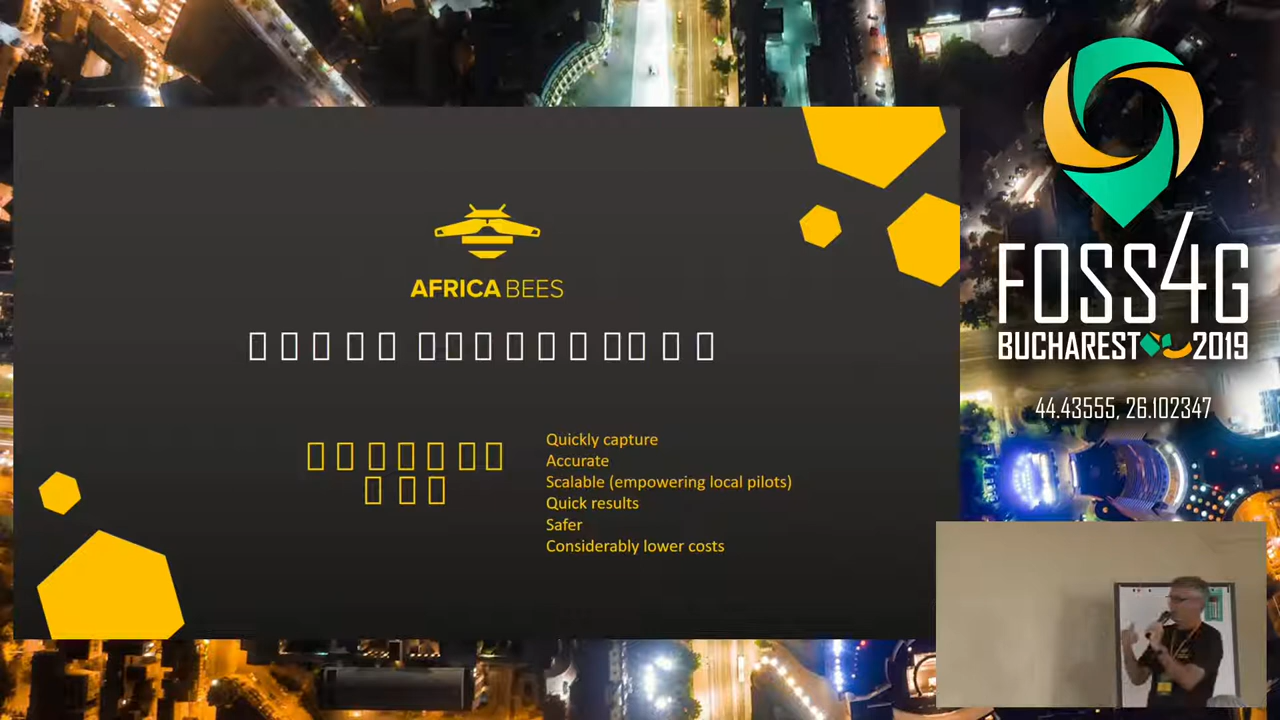 AFRICA BEES
Quickly capture
Accurate
Scalable (empowering local pilots)
Quick results
Safer
Considerably lower costs
FOSS4G
BUCHAREST 2019
44.43555, 26.102347